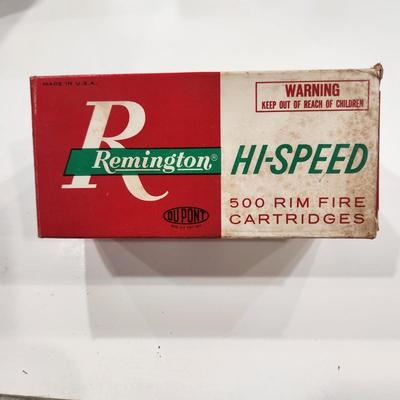 MADE IN U.S.A.
WARNING
KEEP OUT OF REACH OF CHILDREN
R
Remington®
HI-SPEED
500 RIM FIRE
CARTRIDGES
DU PONT